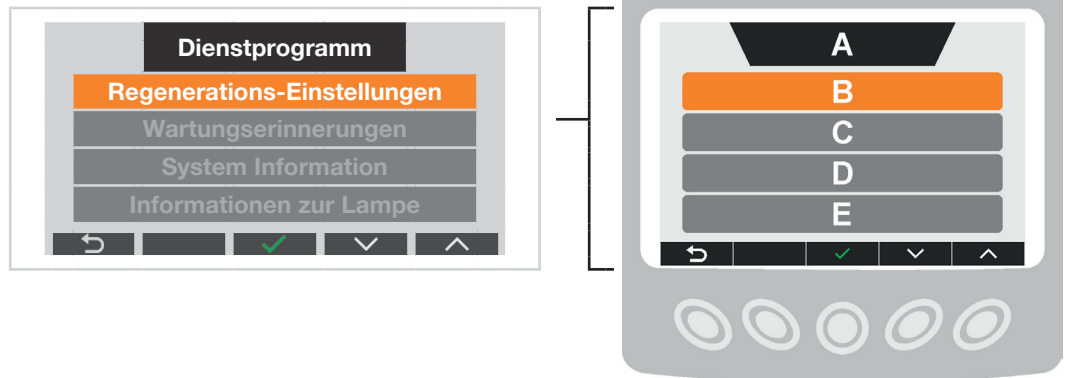 Dienstprogramm
Regenerations-Einstellungen
Wartungserinnerungen
System Information
Informationen zur Lampe
A
B
C
D
E